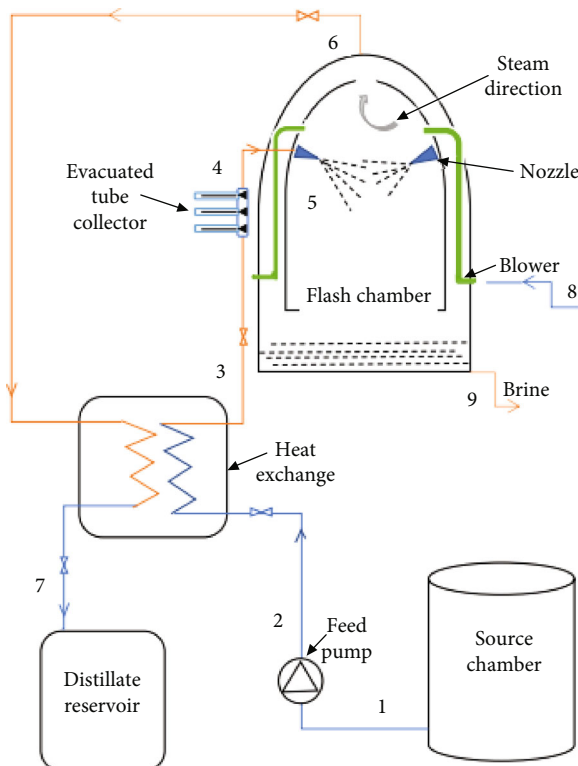 6
Steam
direction
4
Evacuated
tube
collector
5
Nozzle
Blower
8
Flash chamber
3
9
Brine
Heat
exchange
7
2
Feed
pump
Source
chamber
Distillate
reservoir
1